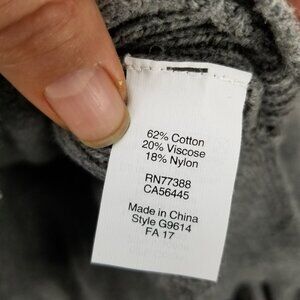 62% Cotton
20% Viscose
18% Nylon
RN77388
CA56445
Made in China
Style G9614
FA 17